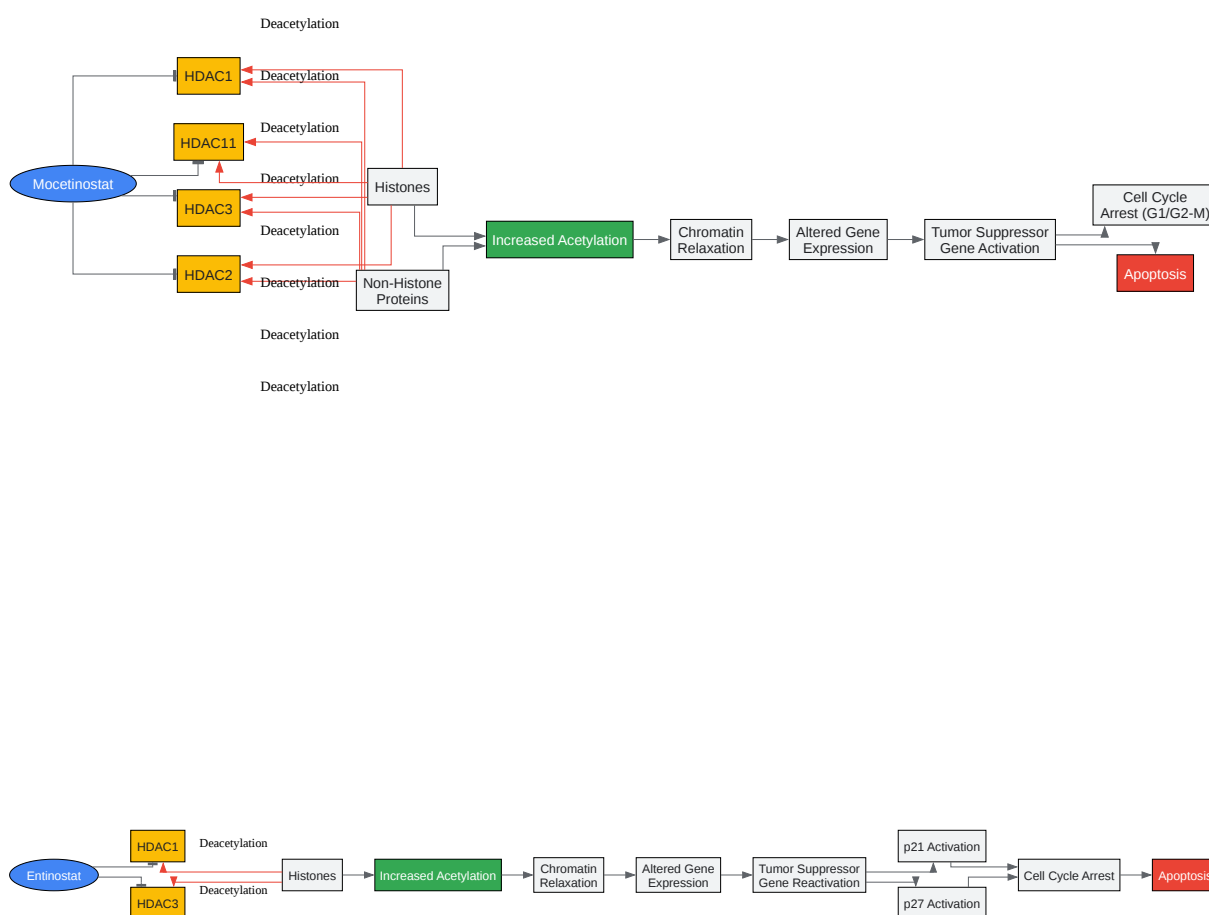 Deacetylation
HDAC1
Deacetylation
HDAC11
Deacetylation
Mocetinostat
Deacetylation
Histones
HDAC3
Deacetylation
HDAC2
Deacetylation
Non-Histone
Proteins
Deacetylation
Deacetylation
Increased Acetylation
Chromatin
Relaxation
Altered Gene
Expression
Tumor Suppressor
Gene Activation
Cell Cycle
Arrest (G1/G2-M)
Apoptosis
Entinostat
HDAC1
Deacetylation
HDAC3
Deacetylation
Histones
Increased Acetylation
Chromatin
Relaxation
Altered Gene
Expression
Tumor Suppressor
Gene Reactivation
p21 Activation
p27 Activation
Cell Cycle Arrest
Apoptosis